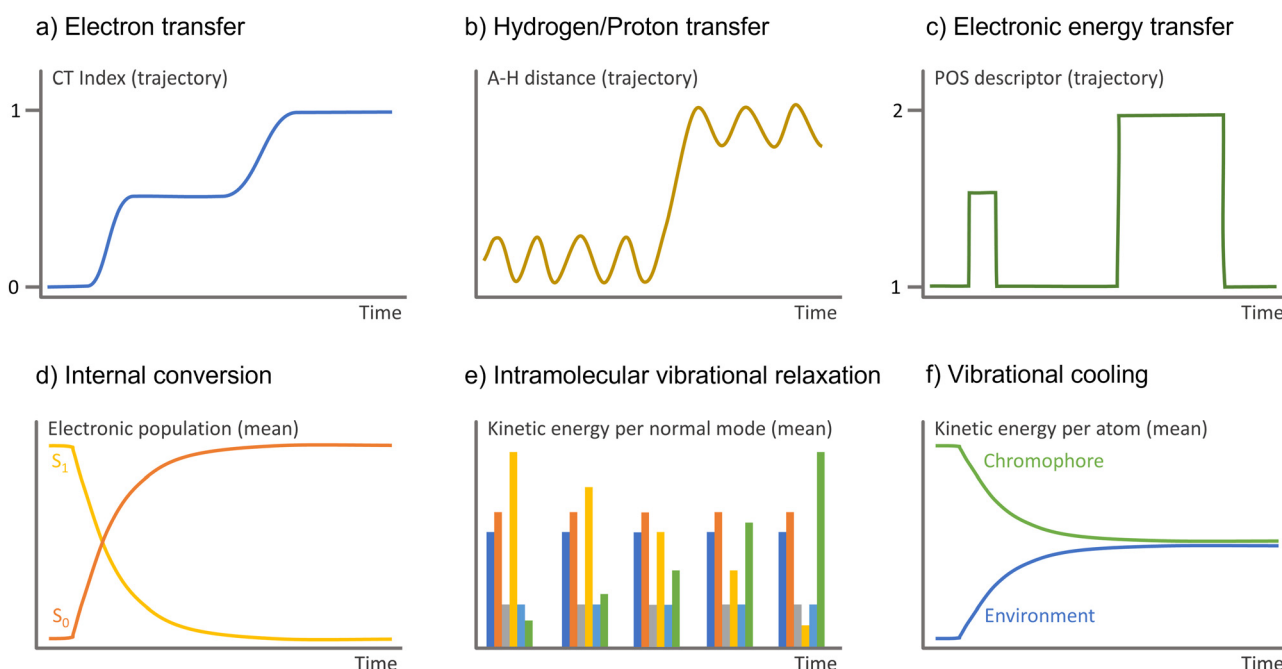 a) Electron transfer
CT Index (trajectory)
1
0
Time
b) Hydrogen/Proton transfer
A-H distance (trajectory)
Time
c) Electronic energy transfer
POS descriptor (trajectory)
2
1
Time
d) Internal conversion
Electronic population (mean)
S₁
S₀
Time
e) Intramolecular vibrational relaxation
Kinetic energy per normal mode (mean)
Time
f) Vibrational cooling
Kinetic energy per atom (mean)
Chromophore
Environment
Time